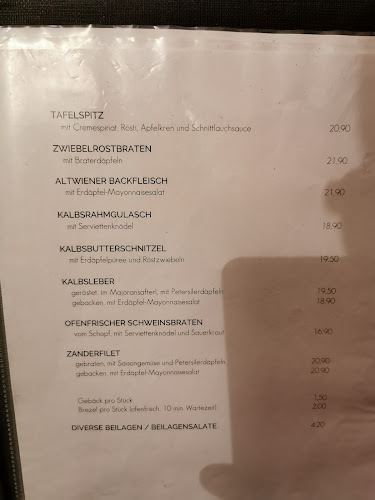 TAFELSPITZ
mit Cremespinat, Rösti, Apfelkren und Schnittlauchsauce 20,90
ZWIEBELROSTBRATEN
mit Braterdäpfeln 21,90
ALTWIENER BACKFLEISCH
mit Erdäpfel-Mayonnaisesalat 21,90
KALBSRAHMGULASCH
mit Serviettenknödel 18,90
KALBSBUTTERSCHNITZEL
mit Erdäpfelpüree und Röstzwiebeln 19,50
KALBSLEBER
geröstet, im Majoransafterl, mit Petersilerdäpfeln 19,50
gebacken, mit Erdäpfel-Mayonnaisesalat 18,90
OFENFRISCHER SCHWEINSBRATEN
vom Schopf, mit Serviettenknödel und Sauerkraut 16,90
ZANDERFILET
gebraten, mit Saisongemüse und Petersilerdäpfeln 20,90
gebacken, mit Erdäpfel-Mayonnaisesalat 20,90
Gebäck pro Stück 1,50
Brezel pro Stück (ofenfrisch, 10 min. Wartezeit) 2,00
DIVERSE BEILAGEN / BEILAGENSALATE 4,20